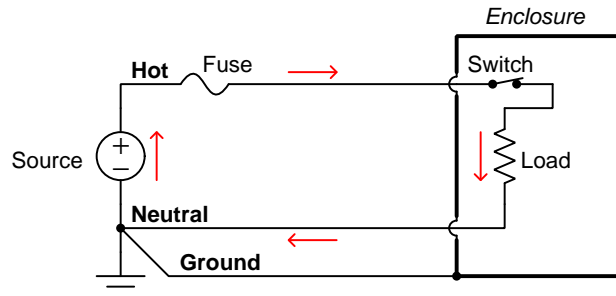 Enclosure
Hot
Fuse
Switch
Source
+
−
Load
Neutral
Ground